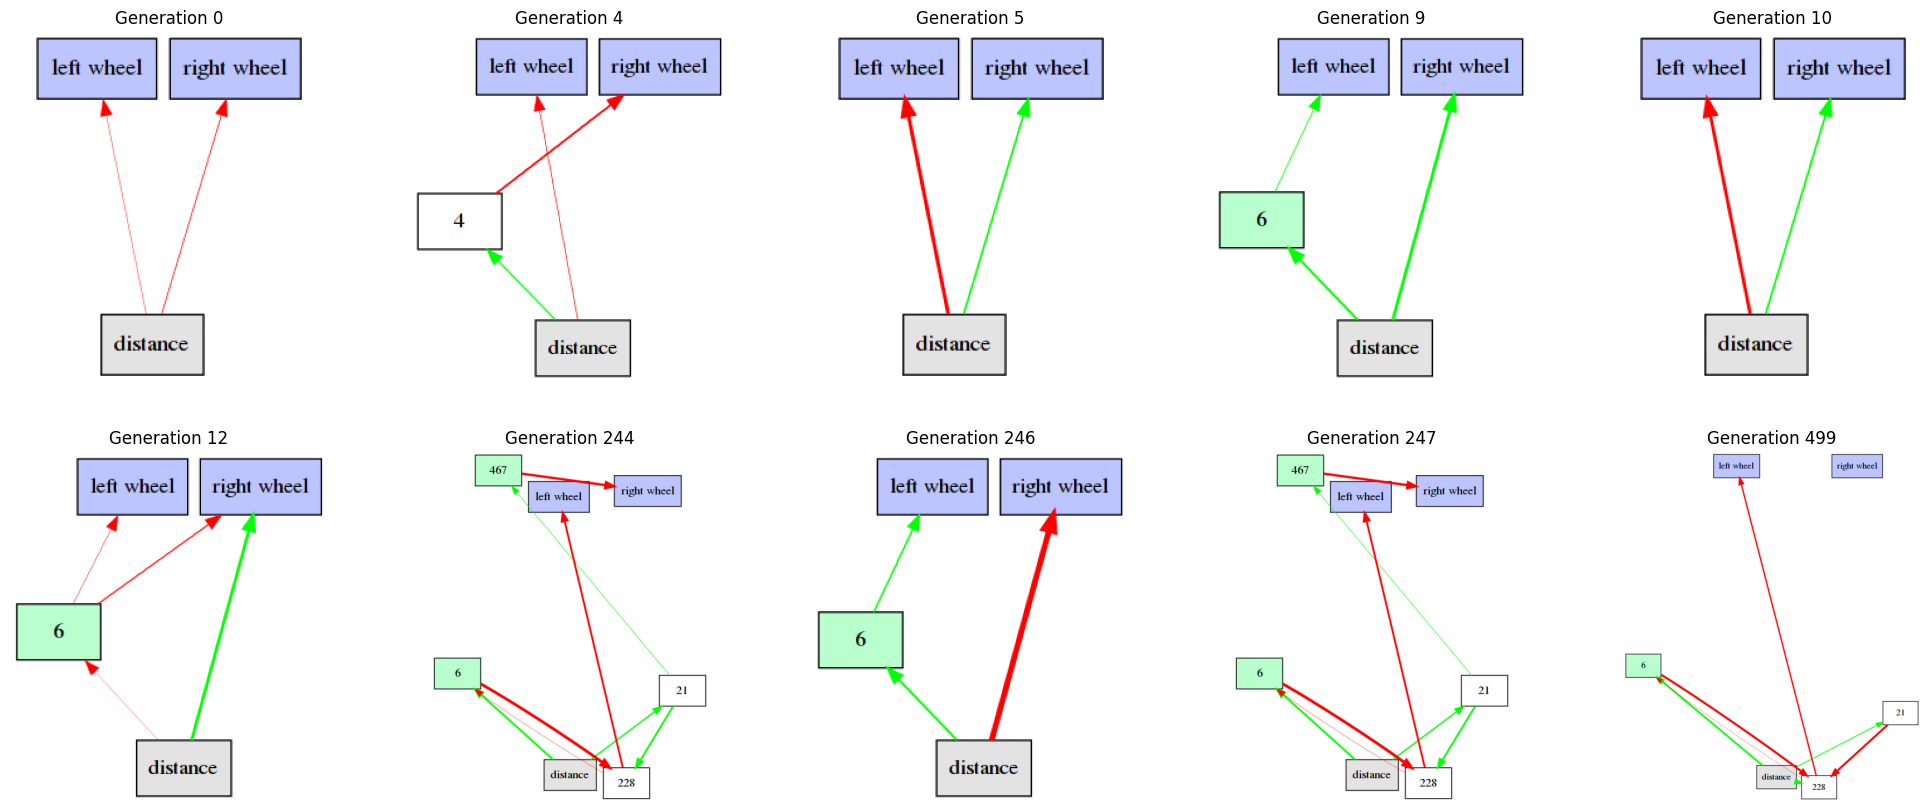 Generation 0
left wheel
right wheel
distance
Generation 4
left wheel
right wheel
4
distance
Generation 5
left wheel
right wheel
distance
Generation 9
left wheel
right wheel
6
distance
Generation 10
left wheel
right wheel
distance
Generation 12
left wheel
right wheel
6
distance
Generation 244
467
left wheel
right wheel
6
21
distance
228
Generation 246
left wheel
right wheel
6
distance
Generation 247
467
left wheel
right wheel
6
21
distance
228
Generation 499
left wheel
right wheel
6
21
distance
228